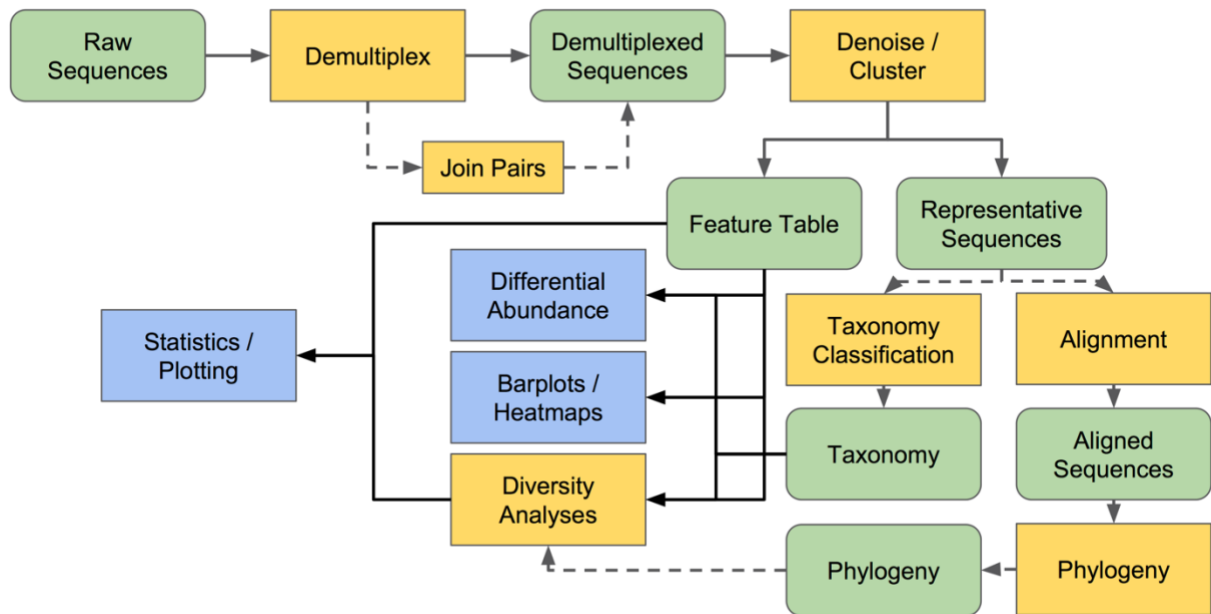 Raw
Sequences
Demultiplex
Demultiplexed
Sequences
Denoise /
Cluster
Join Pairs
Feature Table
Representative
Sequences
Differential
Abundance
Taxonomy
Classification
Alignment
Statistics /
Plotting
Barplots /
Heatmaps
Taxonomy
Aligned
Sequences
Diversity
Analyses
Phylogeny
Phylogeny